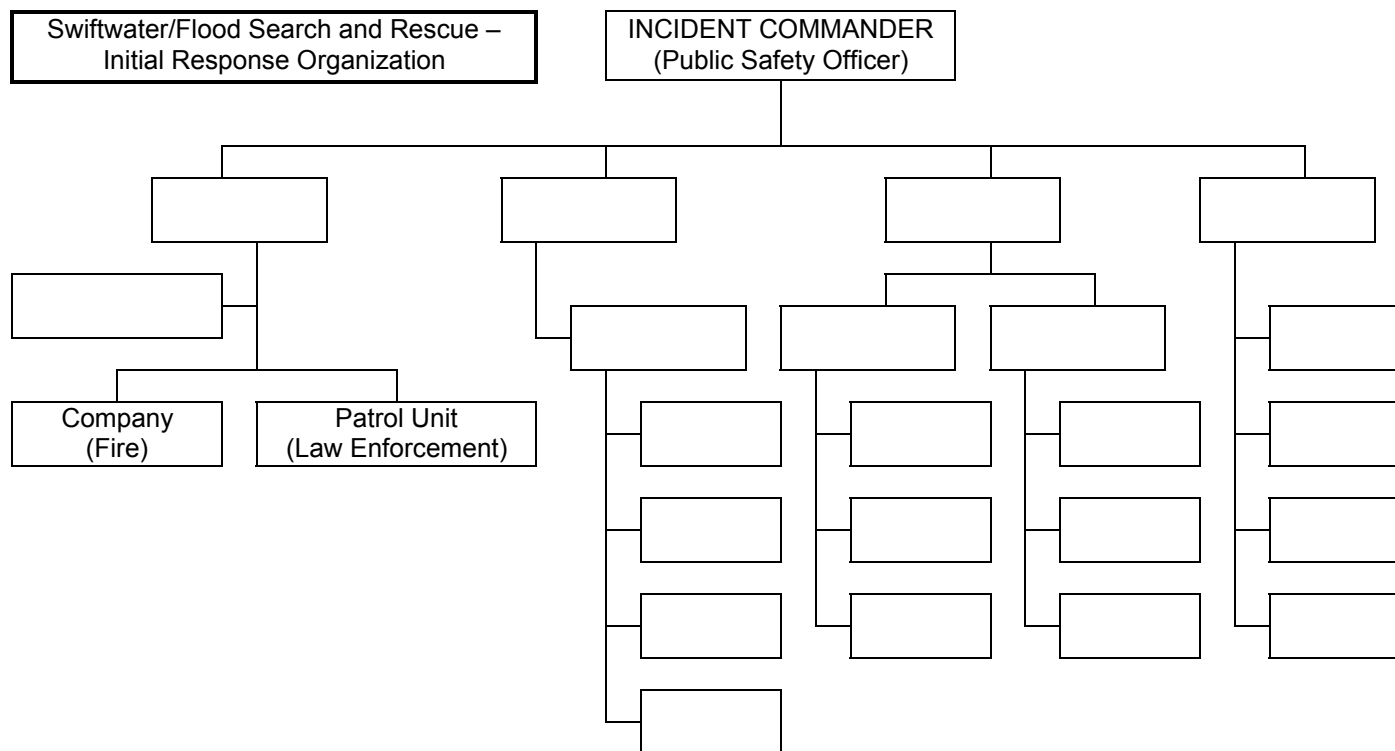 Swiftwater/Flood Search and Rescue –
Initial Response Organization
INCIDENT COMMANDER
(Public Safety Officer)
Company
(Fire)
Patrol Unit
(Law Enforcement)